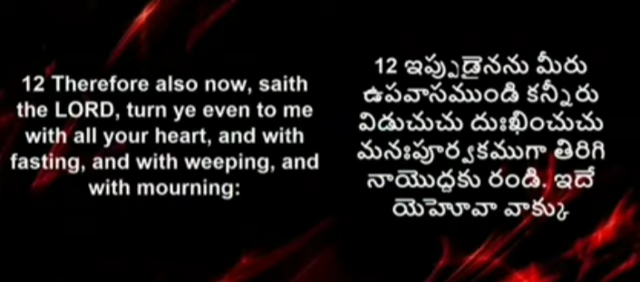 12 Therefore also now, saith
the LORD, turn ye even to me
with all your heart, and with
fasting, and with weeping, and
with mourning:
12 ఇప్పుడైనను మీరు
ఉపవాసముండి కన్నీరు
విడుచుచు దుఃఖించుచు
మనఃపూర్వకముగా తిరిగి
నాయొద్దకు రండి. ఇదే
యెహోవా వాక్కు